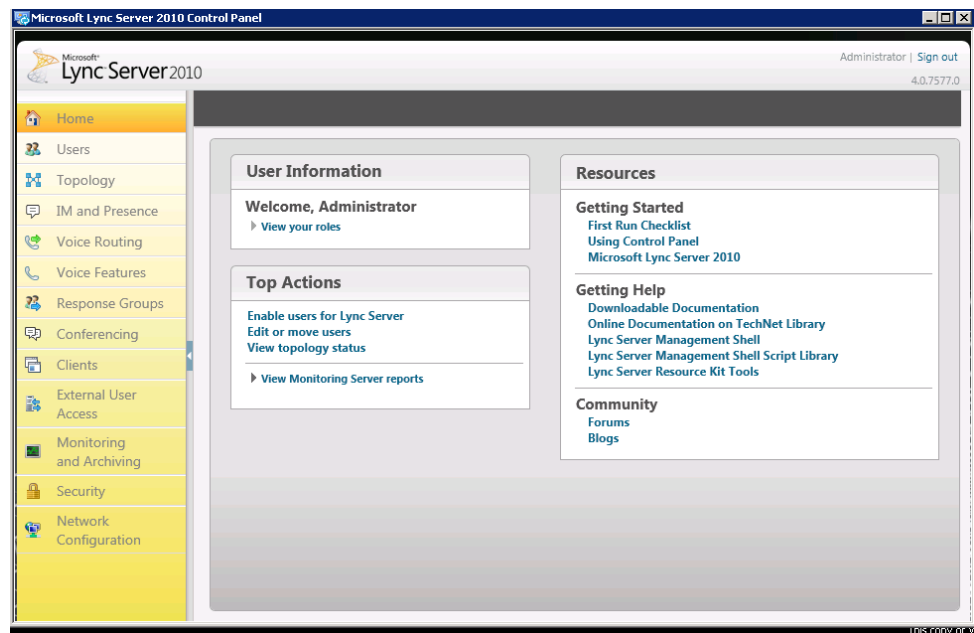 Microsoft Lync Server 2010 Control Panel
Microsoft
Lync Server 2010
Administrator | Sign out
4.0.7577.0
Home
Users
Topology
IM and Presence
Voice Routing
Voice Features
Response Groups
Conferencing
Clients
External User
Access
Monitoring
and Archiving
Security
Network
Configuration
User Information
Welcome, Administrator
View your roles
Top Actions
Enable users for Lync Server
Edit or move users
View topology status
View Monitoring Server reports
Resources
Getting Started
First Run Checklist
Using Control Panel
Microsoft Lync Server 2010
Getting Help
Downloadable Documentation
Online Documentation on TechNet Library
Lync Server Management Shell
Lync Server Management Shell Script Library
Lync Server Resource Kit Tools
Community
Forums
Blogs
This copy of